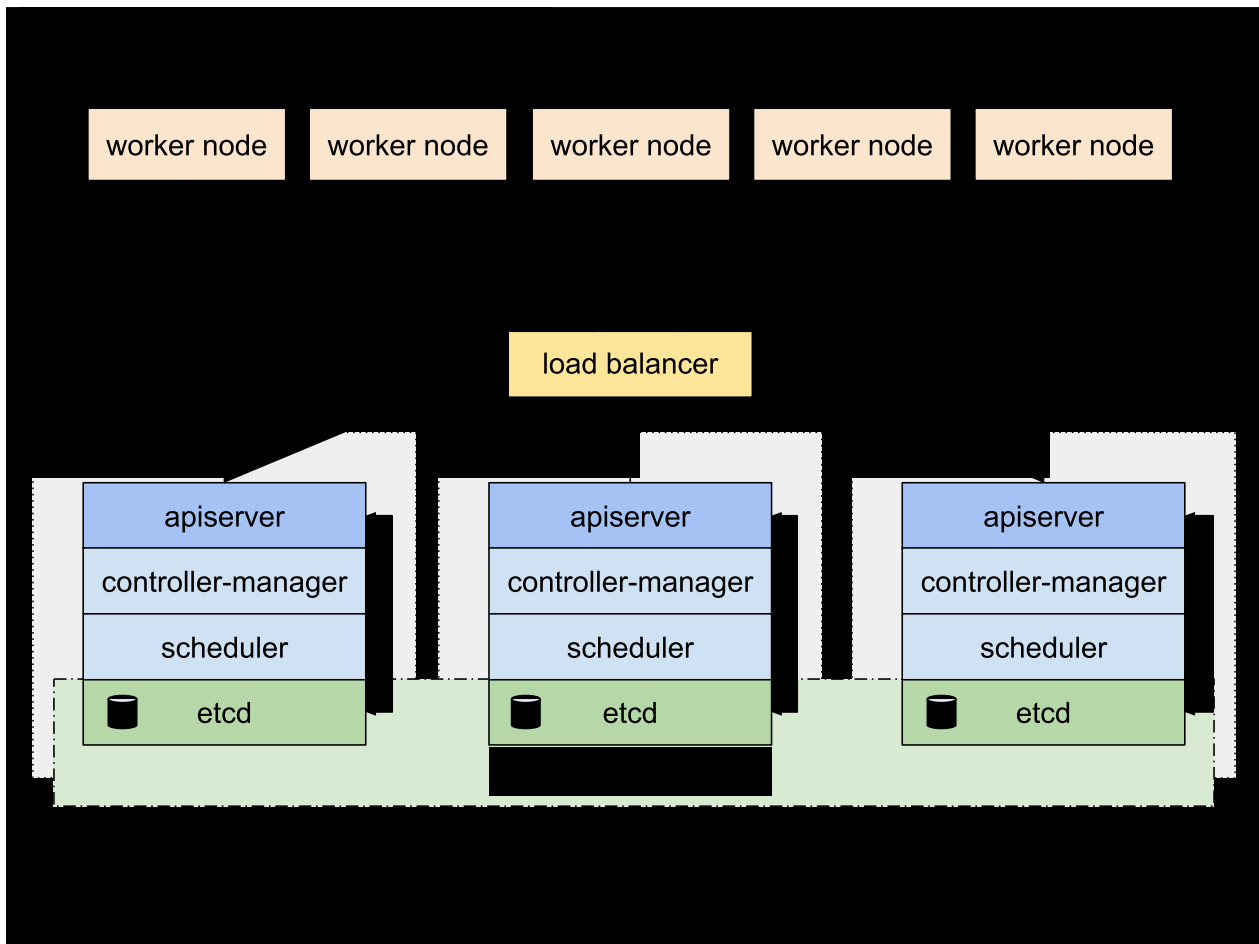 worker node
worker node
worker node
worker node
worker node
load balancer
apiserver
controller-manager
scheduler
etcd
apiserver
controller-manager
scheduler
etcd
apiserver
controller-manager
scheduler
etcd